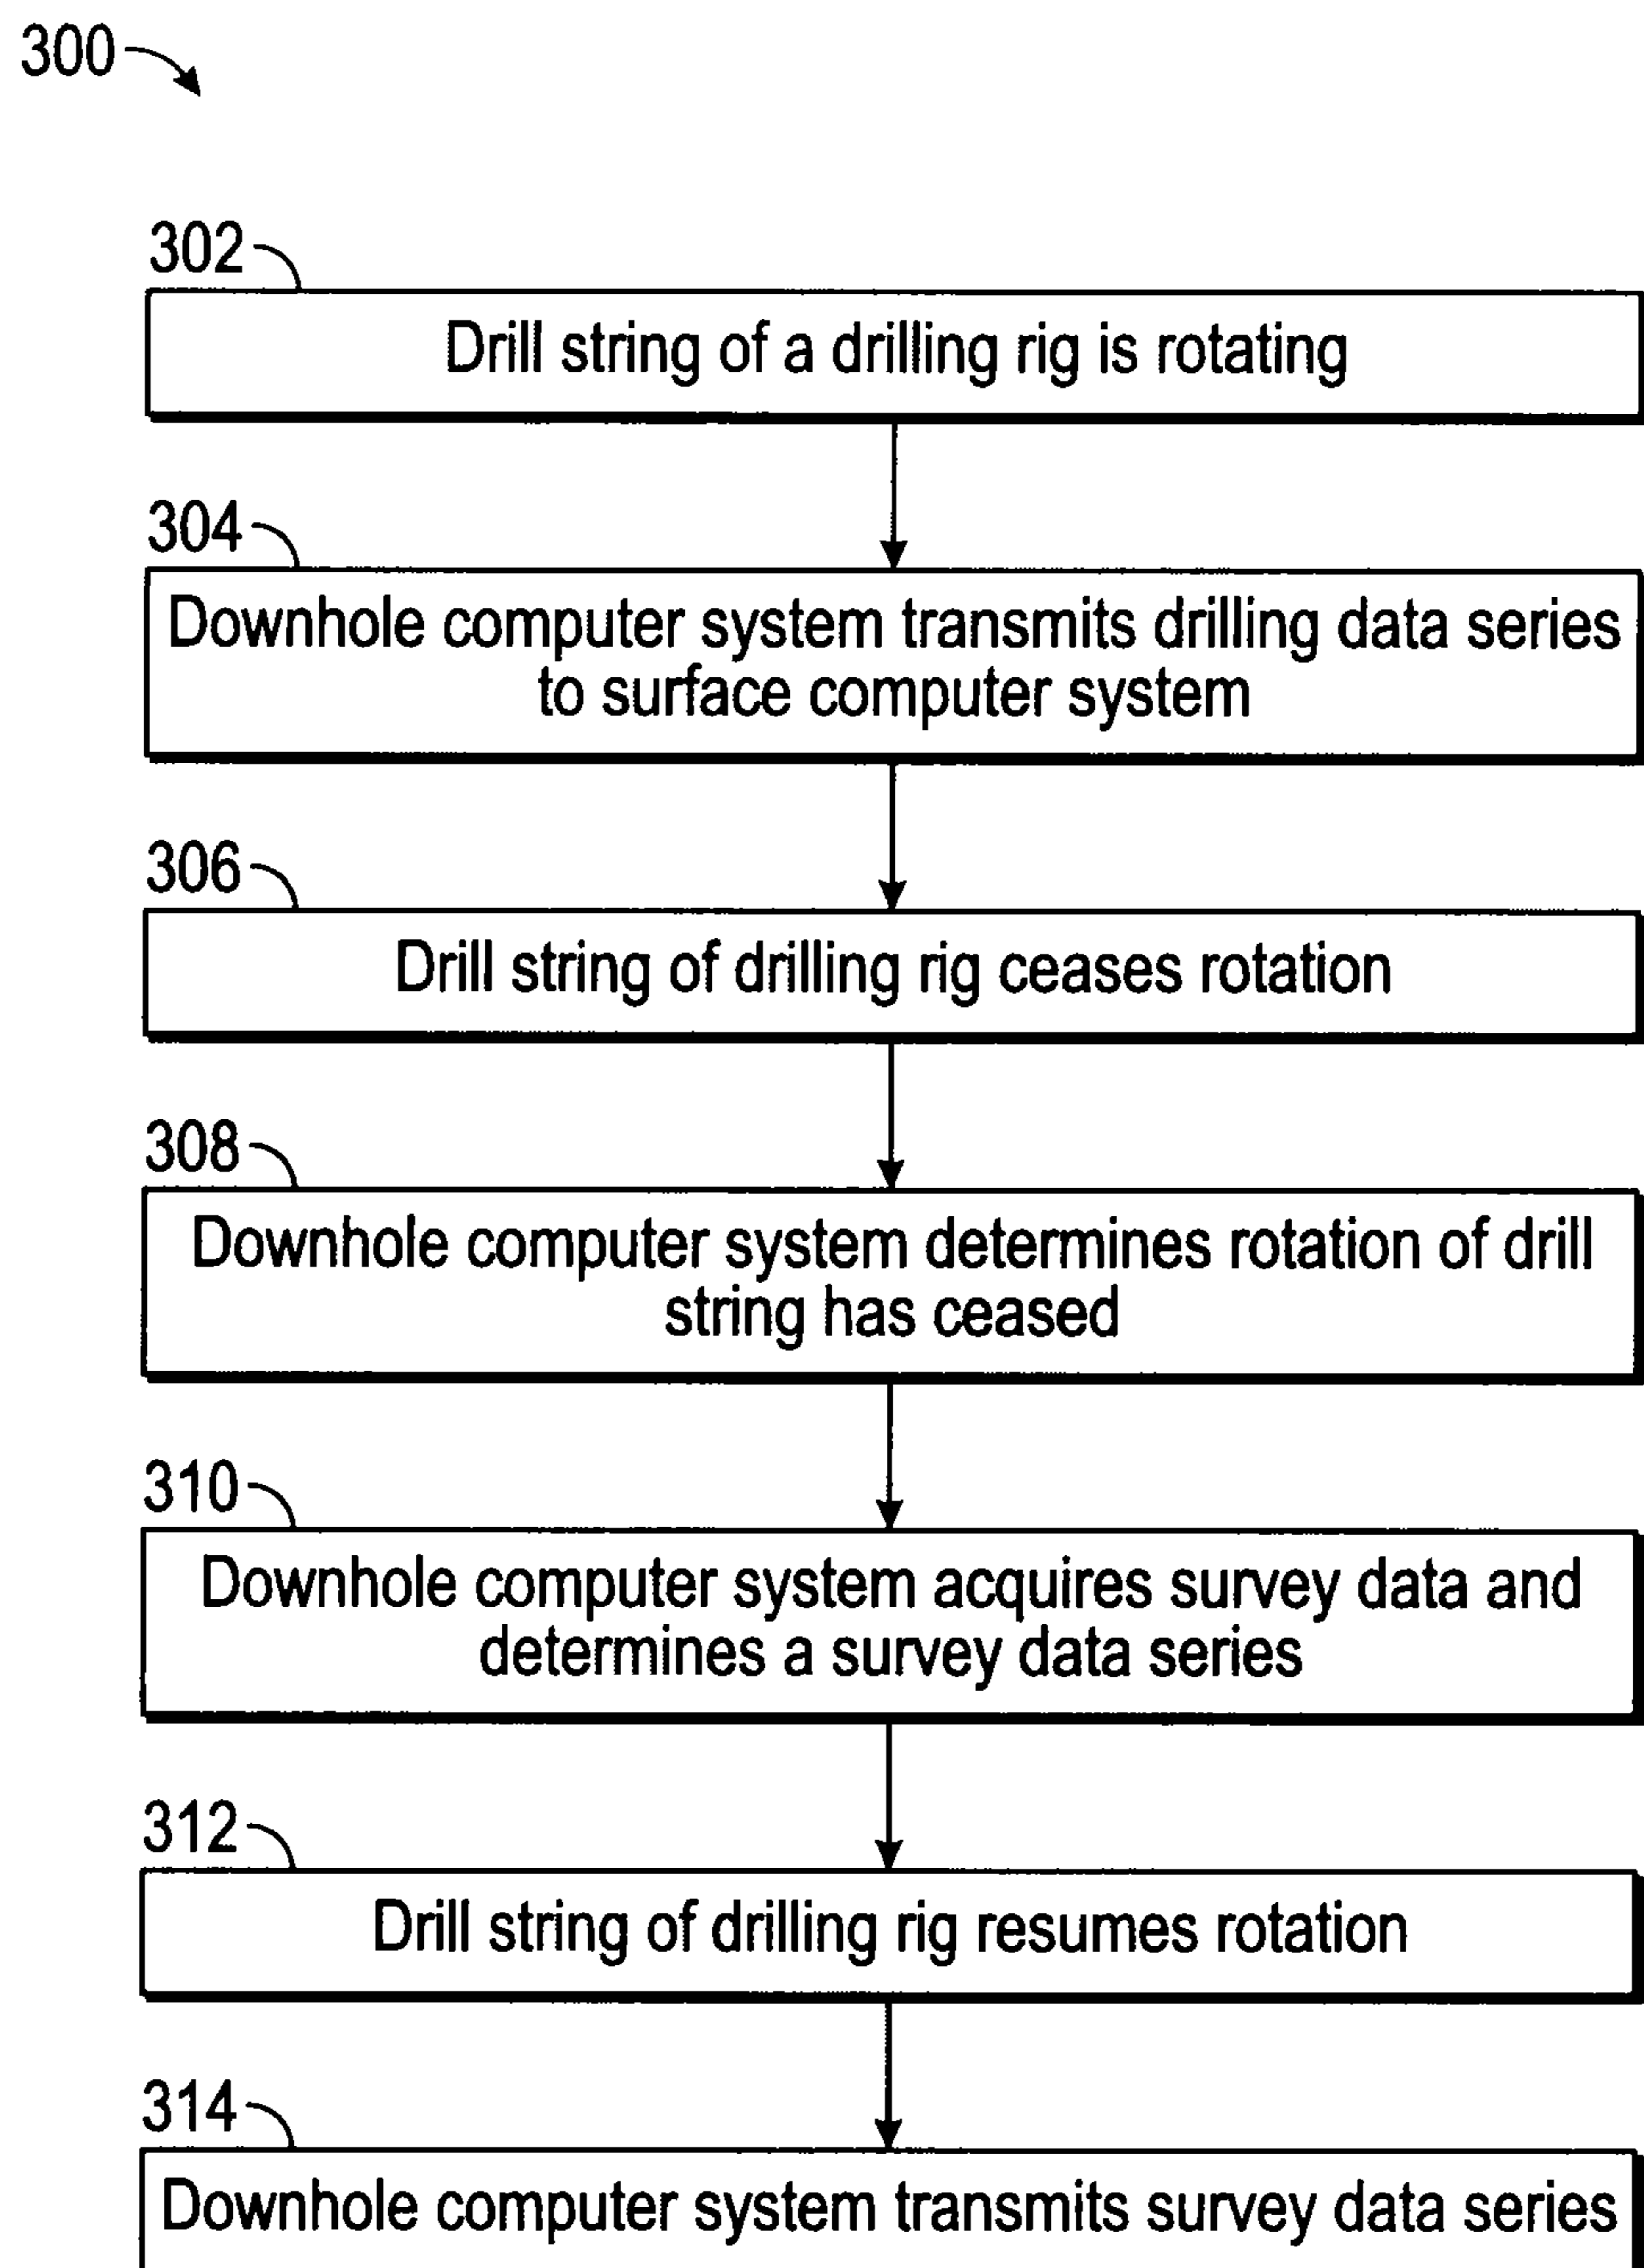 300
302
Drill string of a drilling rig is rotating
304
Downhole computer system transmits drilling data series
to surface computer system
306
Drill string of drilling rig ceases rotation
308
Downhole computer system determines rotation of drill
string has ceased
310
Downhole computer system acquires survey data and
determines a survey data series
312
Drill string of drilling rig resumes rotation
314
Downhole computer system transmits survey data series